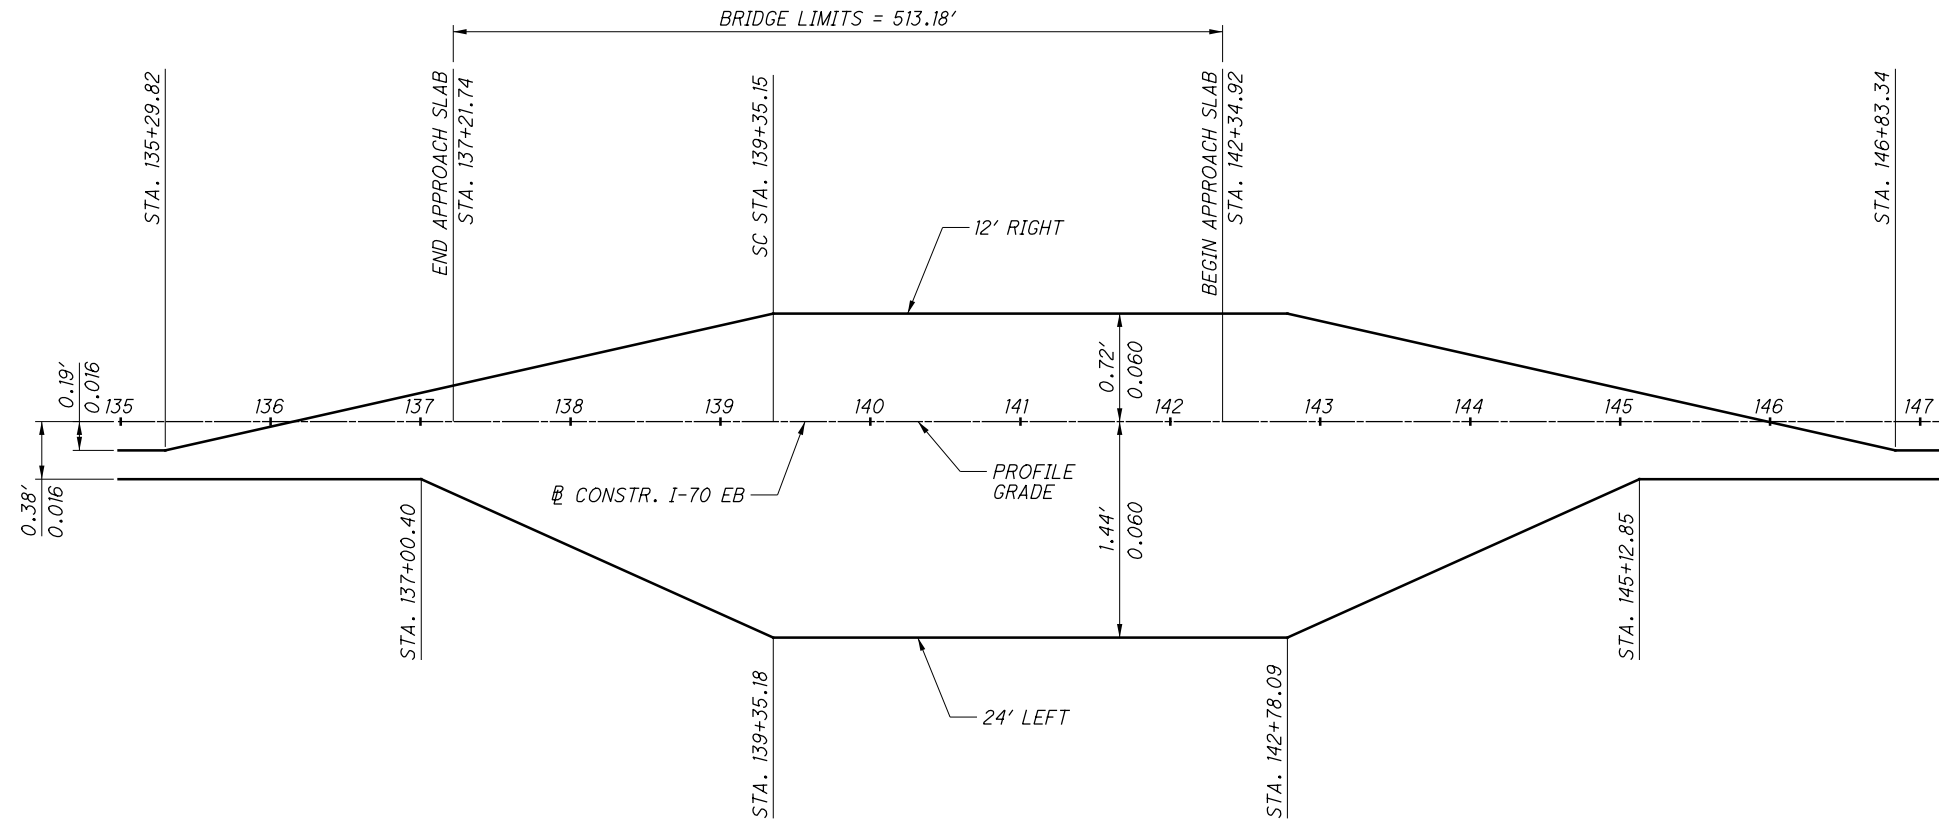 BRIDGE LIMITS = 513.18'
STA. 135+29.82
END APPROACH SLAB
STA. 137+21.74
SC STA. 139+35.15
BEGIN APPROACH SLAB
STA. 142+34.92
STA. 146+83.34
12' RIGHT
0.19'
0.016
0.72'
0.060
135 136 137 138 139 140 141 142 143 144 145 146 147
0.38'
0.016
PROFILE
GRADE
℄ CONSTR. I-70 EB
1.44'
0.060
STA. 137+00.40
STA. 145+12.85
24' LEFT
STA. 139+35.18
STA. 142+78.09